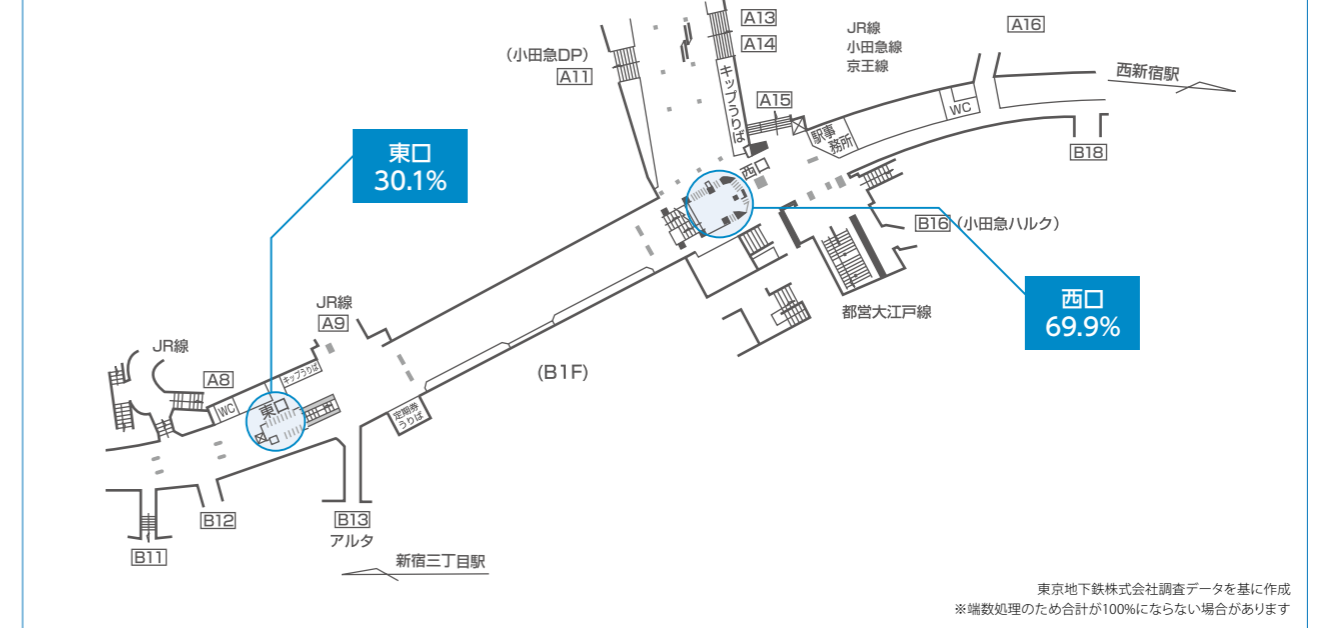 A13
A14
JR線
小田急線
京王線
A16
(小田急DP)
A11
キップうりば
A15
西新宿駅
WC
駅事
務所
B18
東口
30.1%
西口
B16
(小田急ハルク)
西口
69.9%
都営大江戸線
JR線
A9
JR線
(B1F)
A8
キップうりば
WC
東口
定期券
うりば
B12
B13
アルタ
B11
新宿三丁目駅
東京地下鉄株式会社調査データを基に作成
※端数処理のため合計が100%にならない場合があります